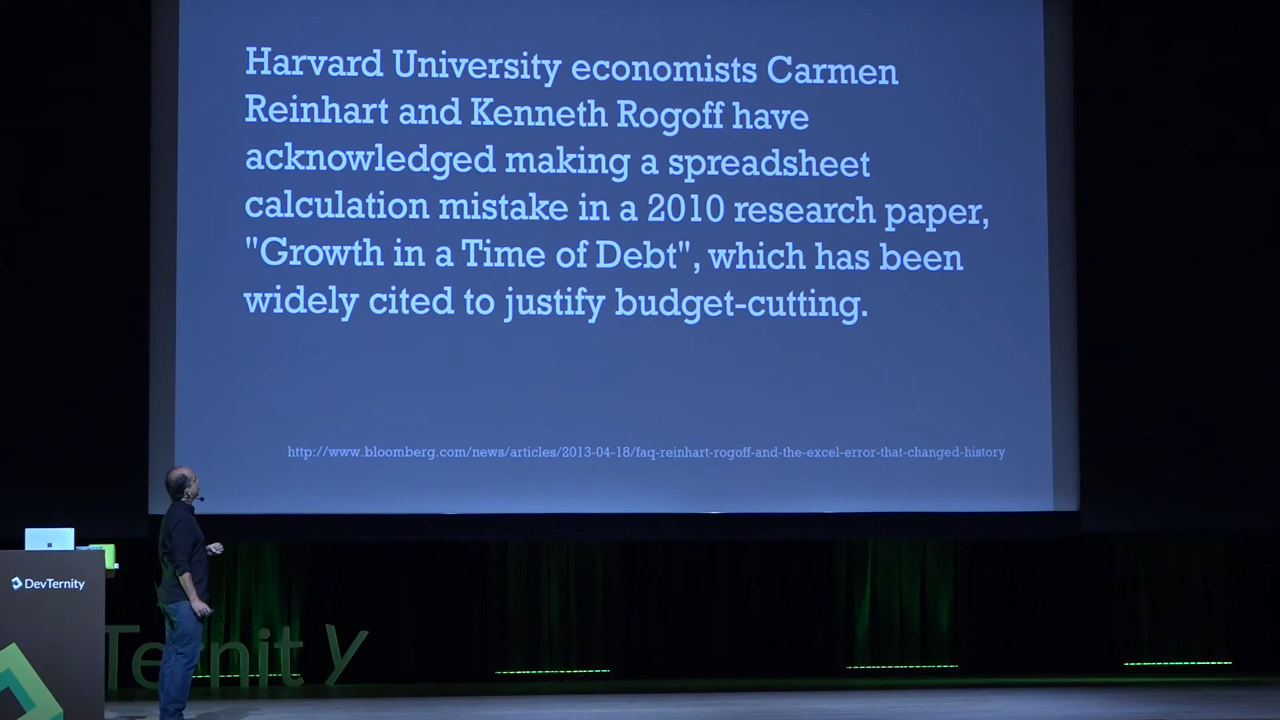 Harvard University economists Carmen
Reinhart and Kenneth Rogoff have
acknowledged making a spreadsheet
calculation mistake in a 2010 research paper,
"Growth in a Time of Debt", which has been
widely cited to justify budget-cutting.
http://www.bloomberg.com/news/articles/2013-04-18/faq-reinhart-rogoff-and-the-excel-error-that-changed-history
DevTernity
Ternity